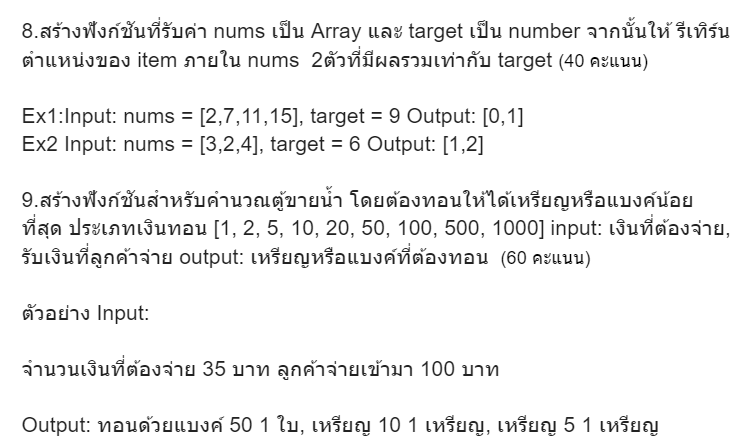 8.สร้างฟังก์ชันที่รับค่า nums เป็น Array และ target เป็น number จากนั้นให้ รีเทิร์น
ตำแหน่งของ item ภายใน nums  2ตัวที่มีผลรวมเท่ากับ target (40 คะแนน)
Ex1:Input: nums = [2,7,11,15], target = 9 Output: [0,1]
Ex2 Input: nums = [3,2,4], target = 6 Output: [1,2]
9.สร้างฟังก์ชันสำหรับคำนวณตู้ขายน้ำ โดยต้องทอนให้ได้เหรียญหรือแบงค์น้อย
ที่สุด ประเภทเงินทอน [1, 2, 5, 10, 20, 50, 100, 500, 1000] input: เงินที่ต้องจ่าย,
รับเงินที่ลูกค้าจ่าย output: เหรียญหรือแบงค์ที่ต้องทอน  (60 คะแนน)
ตัวอย่าง Input:
จำนวนเงินที่ต้องจ่าย 35 บาท ลูกค้าจ่ายเข้ามา 100 บาท
Output: ทอนด้วยแบงค์ 50 1 ใบ, เหรียญ 10 1 เหรียญ, เหรียญ 5 1 เหรียญ